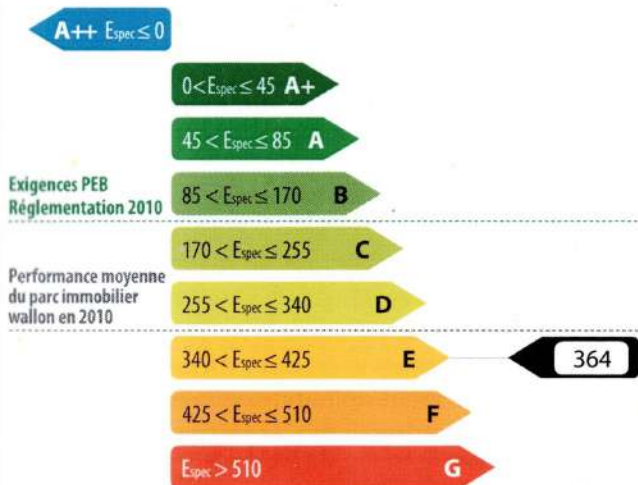 A++ Espec ≤ 0
0 < Espec ≤ 45 A+
45 < Espec ≤ 85 A
Exigences PEB
Réglementation 2010
85 < Espec ≤ 170 B
170 < Espec ≤ 255 C
Performance moyenne
du parc immobilier
wallon en 2010
255 < Espec ≤ 340 D
340 < Espec ≤ 425 E
364
425 < Espec ≤ 510 F
Espec > 510 G